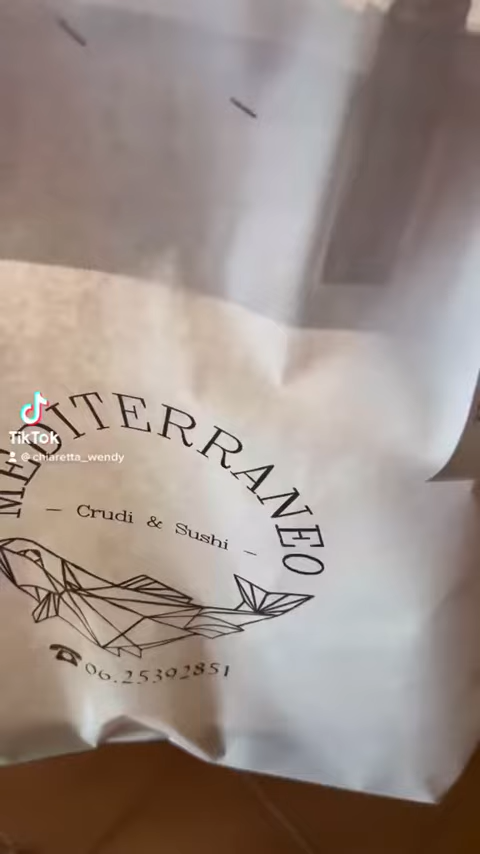 MEDITERRANEO
Crudi & Sushi
06.25392851
TikTok
@chiaretta_wendy